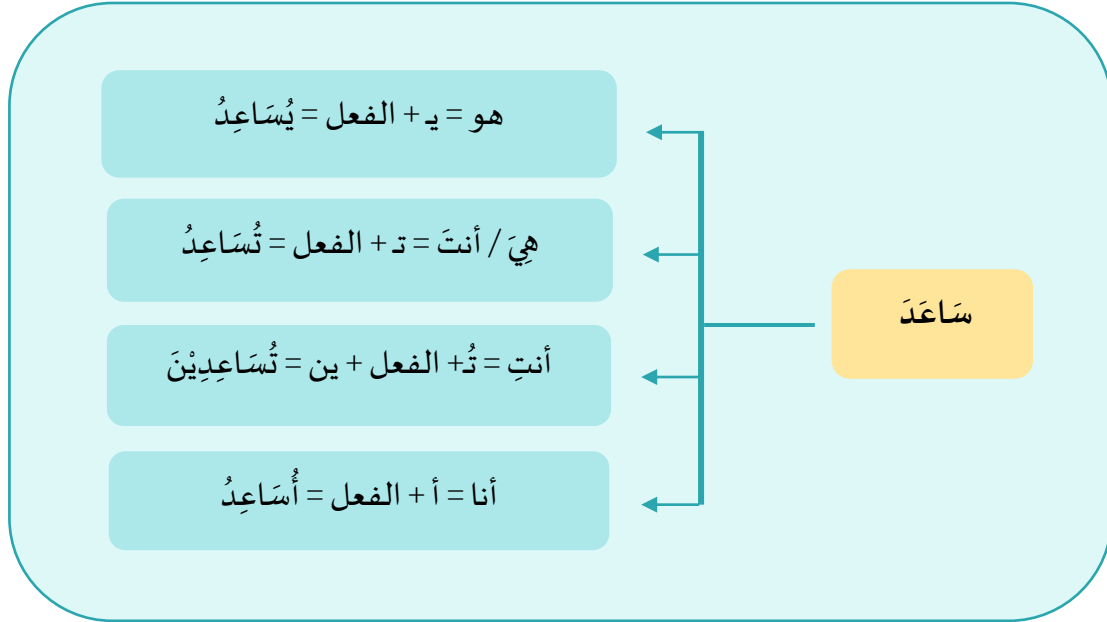 سَاعَدَ
هو = يـ + الفعل = يُسَاعِدُ
هِيَ / أنتَ = تـ + الفعل = تُسَاعِدُ
أنتِ = تُـ+ الفعل + ين = تُسَاعِدِيْنَ
أنا = أ + الفعل = أُسَاعِدُ